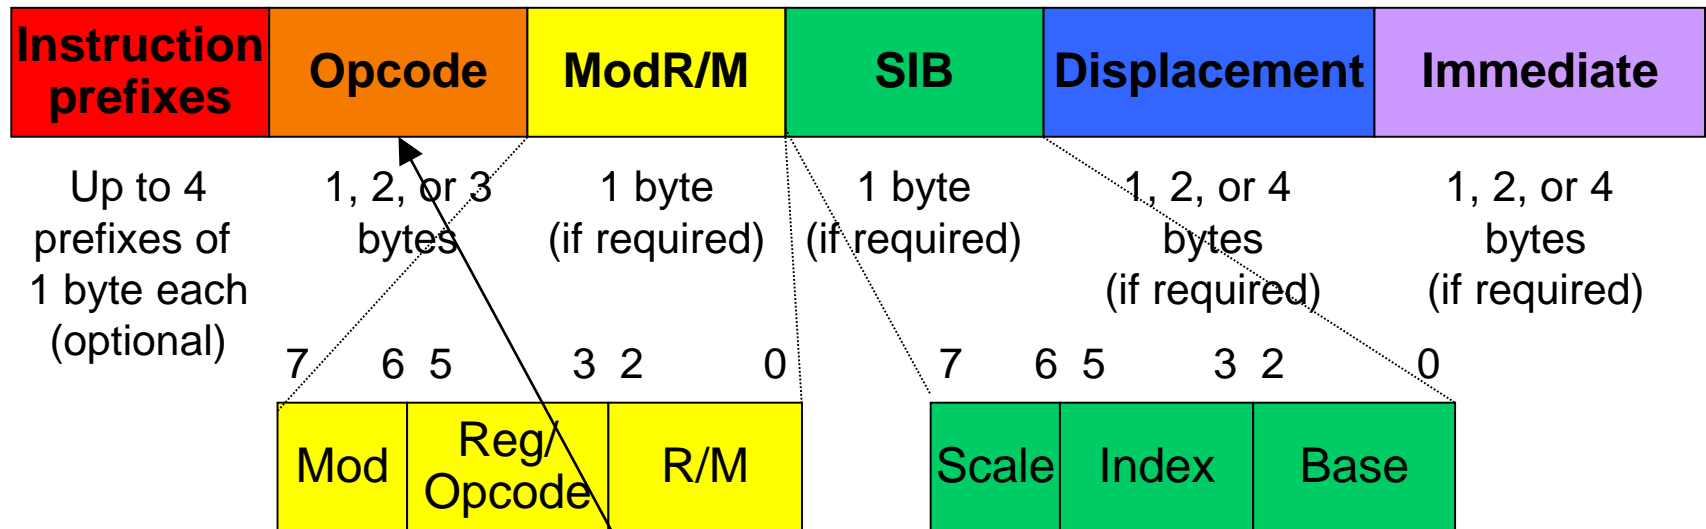 Instruction prefixes Opcode ModR/M SIB Displacement Immediate
Up to 4 prefixes of 1 byte each (optional)
1, 2, or 3 bytes
1 byte (if required)
1 byte (if required)
1, 2, or 4 bytes (if required)
1, 2, or 4 bytes (if required)
7 6 5 3 2 0
Mod Reg/ Opcode R/M
7 6 5 3 2 0
Scale Index Base